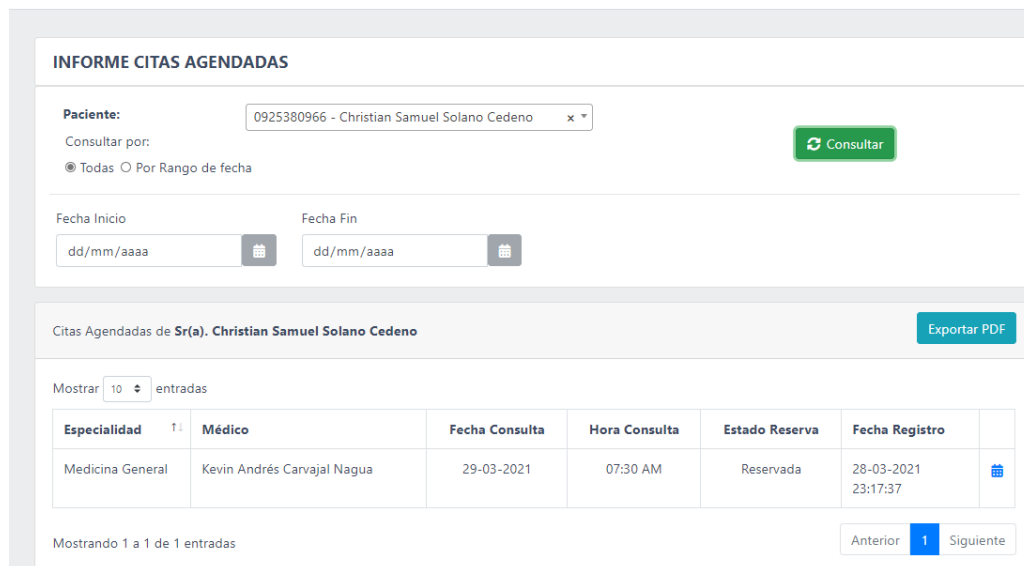 INFORME CITAS AGENDADAS
Paciente:
0925380966 - Christian Samuel Solano Cedeno
Consultar por:
Consultar
Todas Por Rango de fecha
Fecha Inicio Fecha Fin
dd/mm/aaaa dd/mm/aaaa
Citas Agendadas de Sr(a). Christian Samuel Solano Cedeno
Exportar PDF
Mostrar 10 entradas
Especialidad Médico Fecha Consulta Hora Consulta Estado Reserva Fecha Registro
Medicina General Kevin Andrés Carvajal Nagua 29-03-2021 07:30 AM Reservada 28-03-2021
23:17:37
Mostrando 1 a 1 de 1 entradas
Anterior 1 Siguiente